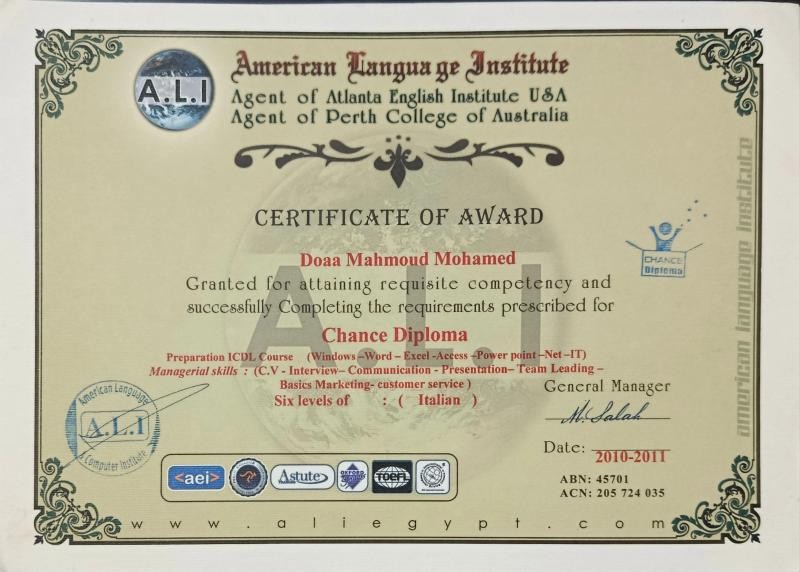 A.L.I
American Language Institute
Agent of Atlanta English Institute USA
Agent of Perth College of Australia
CERTIFICATE OF AWARD
Doaa Mahmoud Mohamed
Granted for attaining requisite competency and
successfully Completing the requirements prescribed for
Chance Diploma
Preparation ICDL Course (Windows –Word – Excel -Access –Power point –Net –IT)
Managerial skills : (C.V - Interview– Communication - Presentation– Team Leading –
Basics Marketing- customer service )
Six levels of : ( Italian )
CHANCE
Diploma
american language institute
A.L.I
General Manager
M. Salah
Date: 2010-2011
ABN: 45701
ACN: 205 724 035
American Language
A.L.I
& Computer Institute
<aei>
Astute
OXFORD
TOEFL
www.aliegypt.com